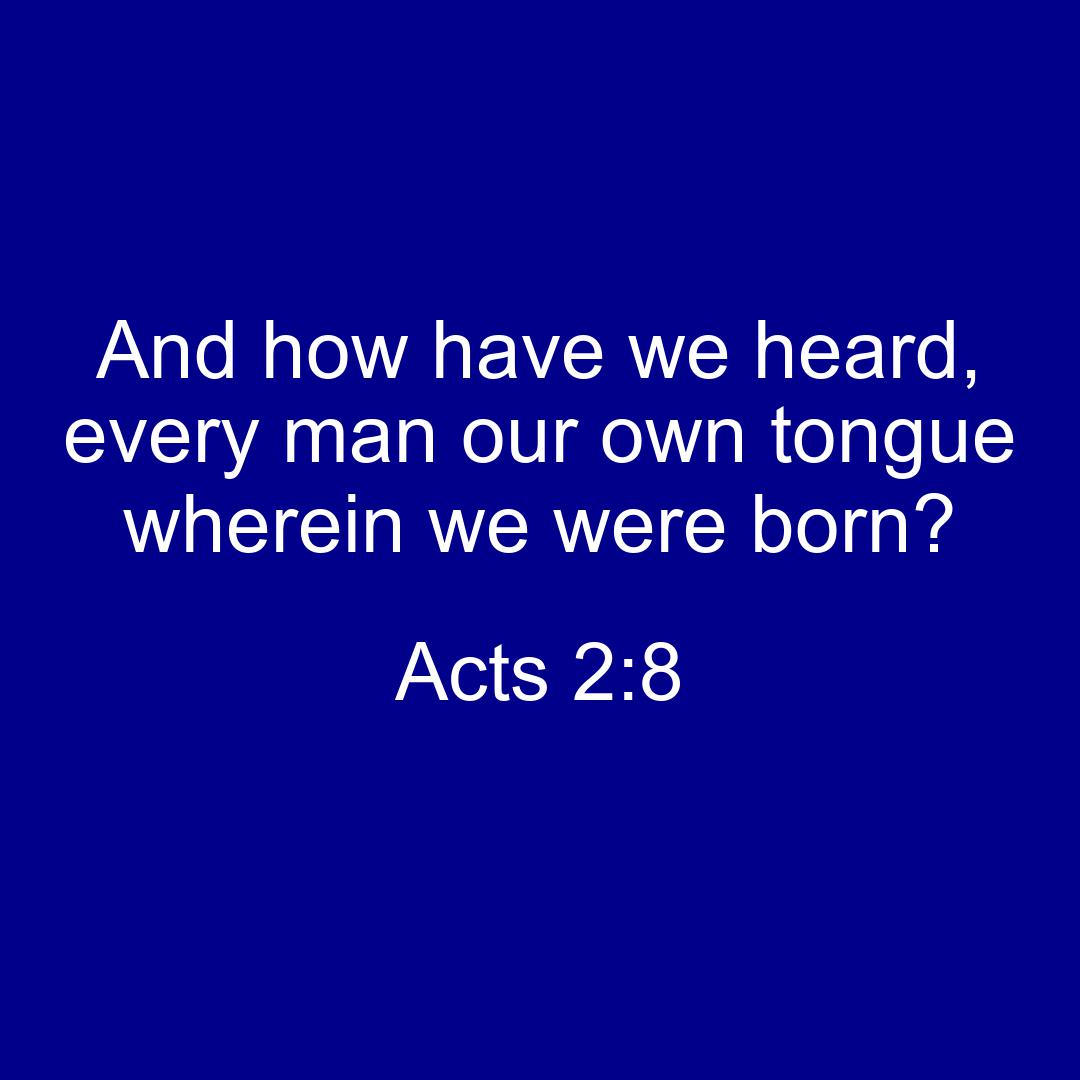 And how have we heard,
every man our own tongue
wherein we were born?
Acts 2:8